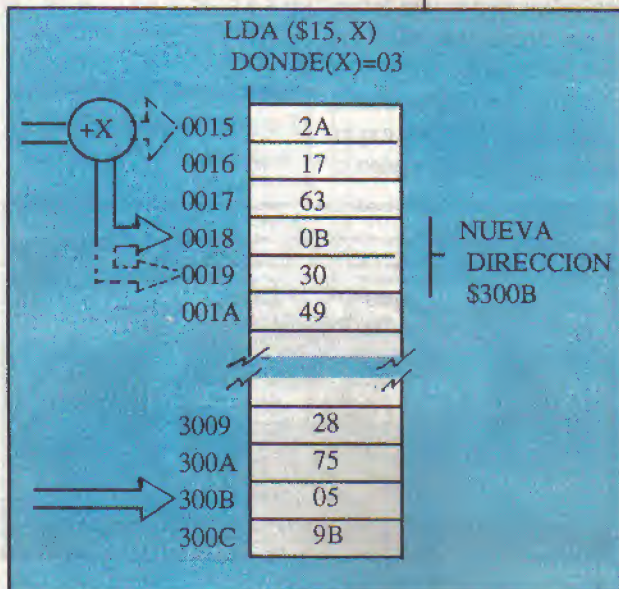 LDA ($15, X)
DONDE(X)=03
+X
0015 2A
0016 17
0017 63
0018 0B
0019 30
001A 49
NUEVA
DIRECCION
$300B
3009 28
300A 75
300B 05
300C 9B